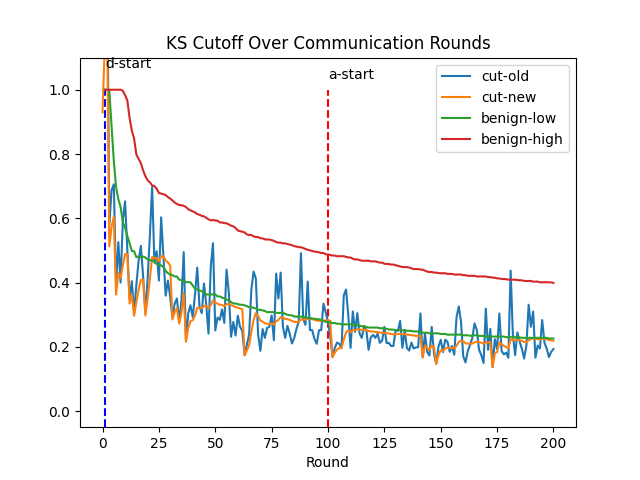 KS Cutoff Over Communication Rounds
d-start
a-start
cut-old
cut-new
benign-low
benign-high
1.0
0.8
0.6
0.4
0.2
0.0
0 25 50 75 100 125 150 175 200
Round